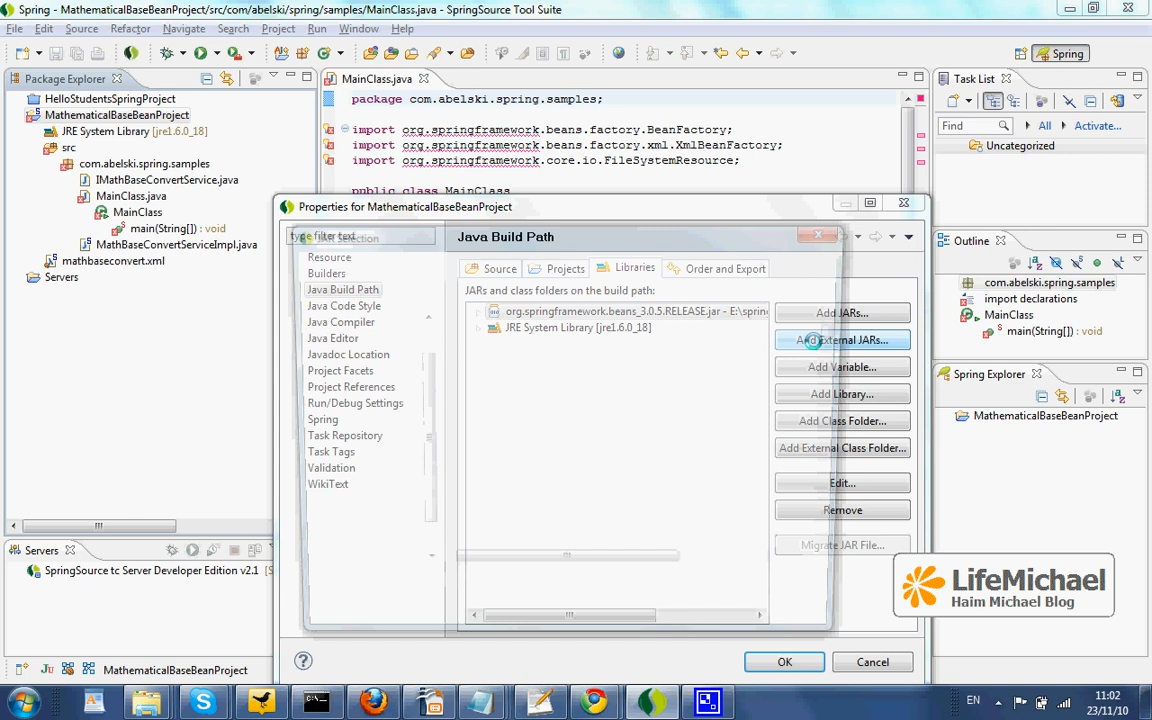 Spring - MathematicalBaseBeanProject/src/com/abelski/spring/samples/MainClass.java - SpringSource Tool Suite
File Edit Source Refactor Navigate Search Project Run Window Help
Spring
Package Explorer
HelloStudentsSpringProject
MathematicalBaseBeanProject
JRE System Library [jre1.6.0_18]
src
com.abelski.spring.samples
IMathBaseConvertService.java
MainClass.java
MainClass
main(String[]) : void
MathBaseConvertServiceImpl.java
mathbaseconvert.xml
Servers
MainClass.java
package com.abelski.spring.samples;
import org.springframework.beans.factory.BeanFactory;
import org.springframework.beans.factory.xml.XmlBeanFactory;
import org.springframework.core.io.FileSystemResource;
public class MainClass
Task List
Find All Activate...
Uncategorized
Outline
com.abelski.spring.samples
import declarations
MainClass
main(String[]) : void
Spring Explorer
MathematicalBaseBeanProject
Properties for MathematicalBaseBeanProject
type filter text
JAR Selection
Resource
Builders
Java Build Path
Java Code Style
Java Compiler
Java Editor
Javadoc Location
Project Facets
Project References
Run/Debug Settings
Spring
Task Repository
Task Tags
Validation
WikiText
Java Build Path
Source Projects Libraries Order and Export
JARs and class folders on the build path:
org.springframework.beans_3.0.5.RELEASE.jar - E:\spring
JRE System Library [jre1.6.0_18]
Add JARs...
Add External JARs...
Add Variable...
Add Library...
Add Class Folder...
Add External Class Folder...
Edit...
Remove
Migrate JAR File...
OK Cancel
Servers
SpringSource tc Server Developer Edition v2.1
MathematicalBaseBeanProject
LifeMichael
Haim Michael Blog
EN
11:02
23/11/10